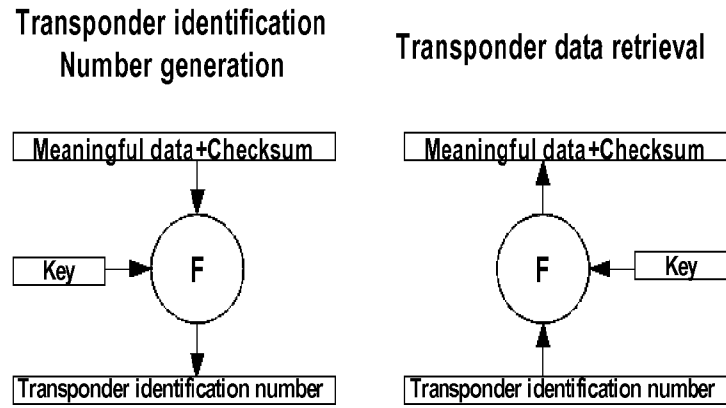 Transponder identification
Number generation
Meaningful data+Checksum
Key
F
Transponder identification number
Transponder data retrieval
Meaningful data+Checksum
F
Key
Transponder identification number